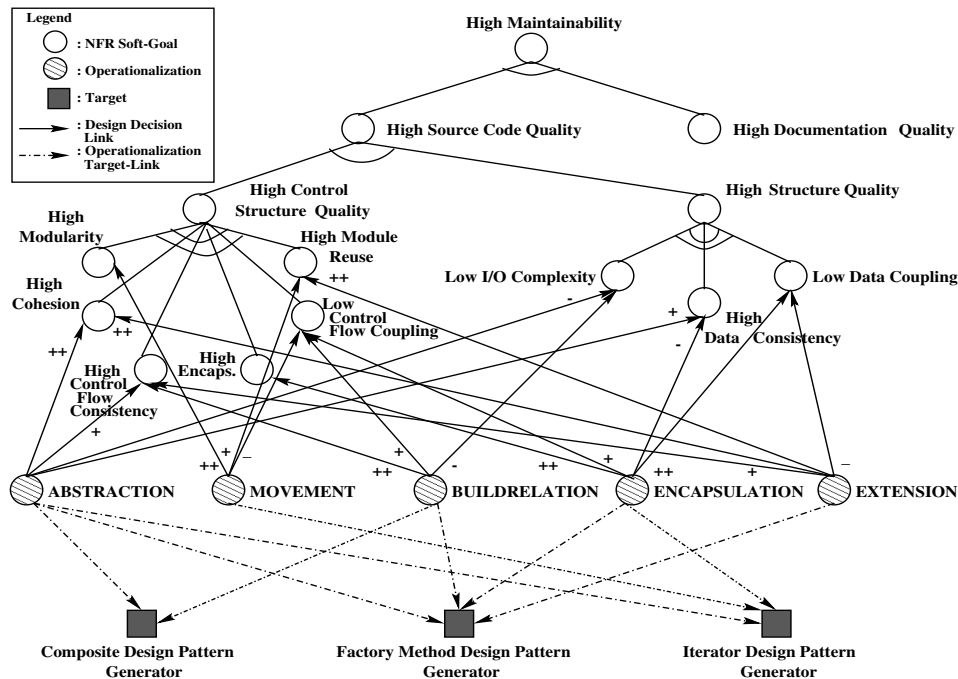 Legend
: NFR Soft-Goal
: Operationalization
: Target
: Design Decision
Link
: Operationalization
Target-Link
High Maintainability
High Source Code Quality
High Documentation Quality
High Control
Structure Quality
High Structure Quality
High
Modularity
High Module
Reuse
++
Low I/O Complexity
-
Low Data Coupling
High
Cohesion
++
++
Low
Control
Flow Coupling
+
-
High
Data Consistency
High
Control
Flow
Consistency
+
High
Encaps.
++
+
–
++
+
-
++
+
++
+
–
ABSTRACTION
MOVEMENT
BUILDRELATION
ENCAPSULATION
EXTENSION
Composite Design Pattern
Generator
Factory Method Design Pattern
Generator
Iterator Design Pattern
Generator